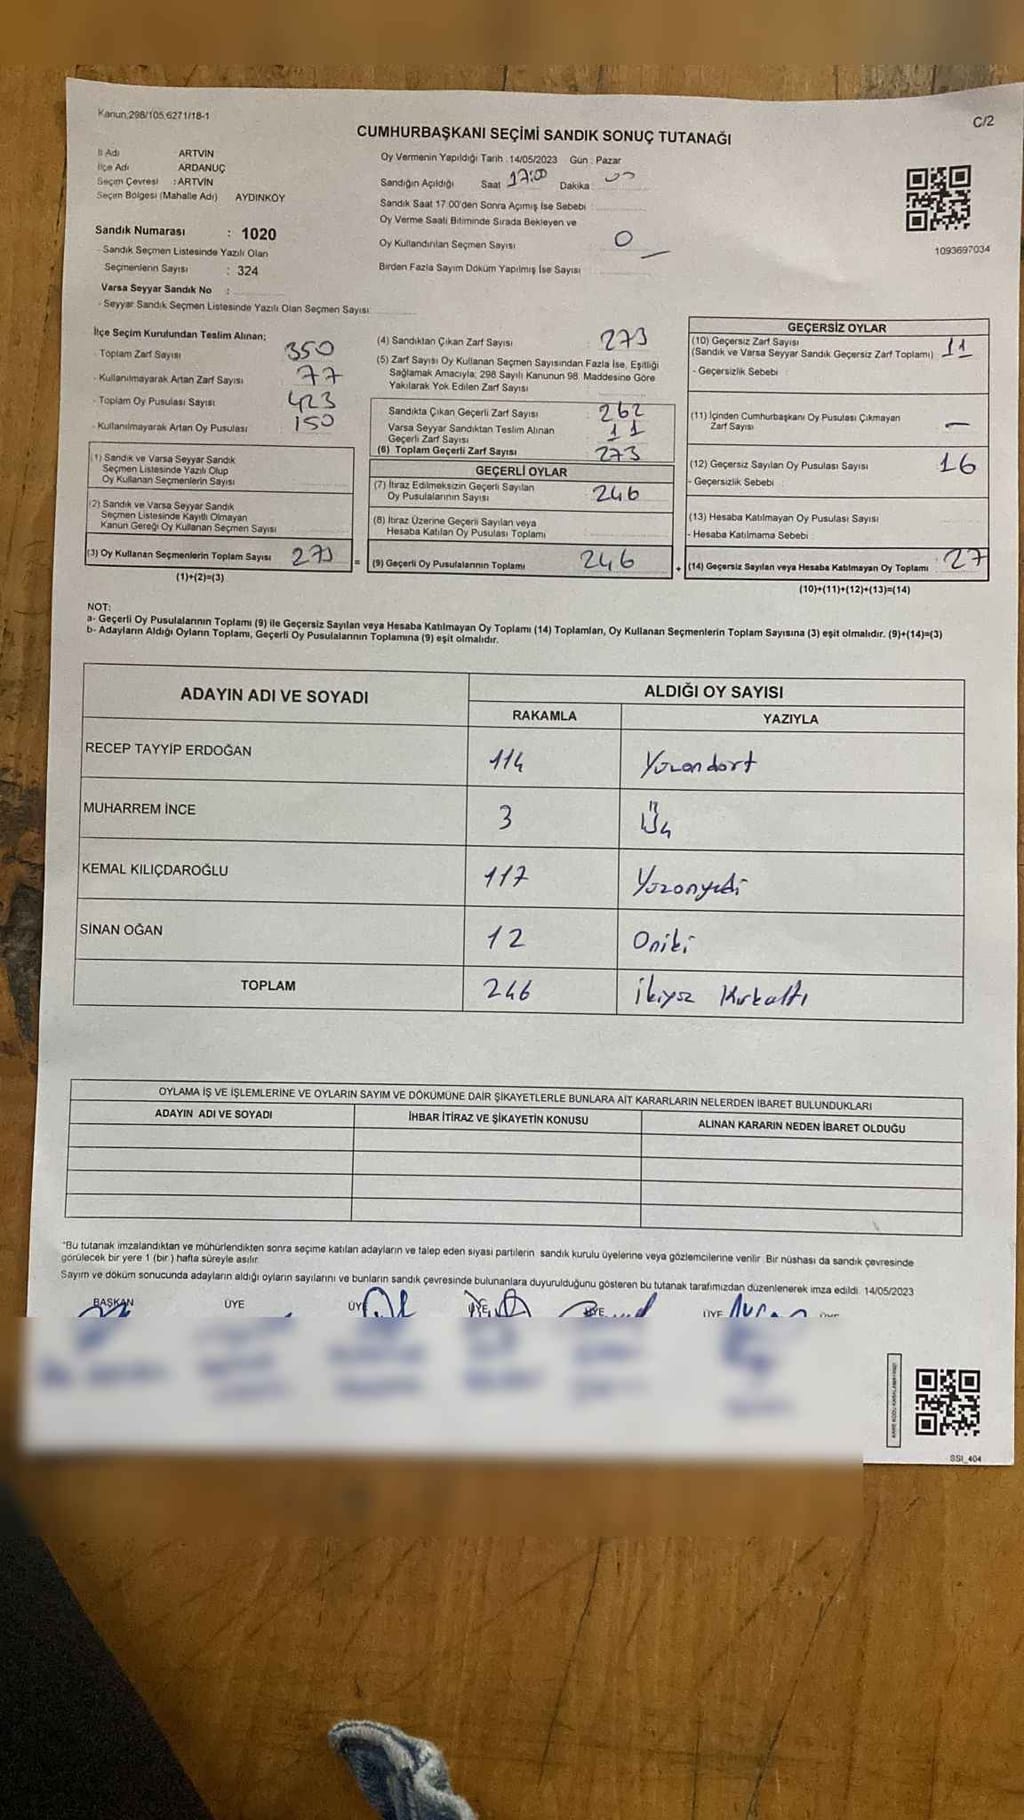 Kanun,298/105,6271/18-1
C/2
CUMHURBAŞKANI SEÇİMİ SANDIK SONUÇ TUTANAĞI
İl Adı ARTVİN
İlçe Adı ARDANUÇ
Seçim Çevresi : ARTVİN
Seçim Bölgesi (Mahalle Adı) AYDINKÖY
Sandık Numarası : 1020
- Sandık Seçmen Listesinde Yazılı Olan
Seçmenlerin Sayısı : 324
Varsa Seyyar Sandık No :
- Seyyar Sandık Seçmen Listesinde Yazılı Olan Seçmen Sayısı
Oy Vermenin Yapıldığı Tarih : 14/05/2023 Gün : Pazar
Sandığın Açıldığı Saat 17:00 Dakika
Sandık Saat 17.00'den Sonra Açımış İse Sebebi
Oy Verme Saati Bitiminde Sırada Bekleyen ve
Oy Kullandırılan Seçmen Sayısı 0
Birden Fazla Sayım Döküm Yapılmış İse Sayısı
1093697034
İlçe Seçim Kurulundan Teslim Alınan;
- Toplam Zarf Sayısı 350
- Kullanılmayarak Artan Zarf Sayısı 77
- Toplam Oy Pusulası Sayısı 423
- Kullanılmayarak Artan Oy Pusulası 150
(1) Sandık ve Varsa Seyyar Sandık
Seçmen Listesinde Yazılı Olup
Oy Kullanan Seçmenlerin Sayısı
(2) Sandık ve Varsa Seyyar Sandık
Seçmen Listesinde Kayıtlı Olmayan
Kanun Gereği Oy Kullanan Seçmen Sayısı
(3) Oy Kullanan Seçmenlerin Toplam Sayısı 273
(1)+(2)=(3)
(4) Sandıktan Çıkan Zarf Sayısı 273
(5) Zarf Sayısı Oy Kullanan Seçmen Sayısından Fazla İse, Eşitliği
Sağlamak Amacıyla; 298 Sayılı Kanunun 98. Maddesine Göre
Yakılarak Yok Edilen Zarf Sayısı
Sandıkta Çıkan Geçerli Zarf Sayısı 262
Varsa Seyyar Sandıktan Teslim Alınan
Geçerli Zarf Sayısı 11
(6) Toplam Geçerli Zarf Sayısı 273
GEÇERLİ OYLAR
(7) İtiraz Edilmeksizin Geçerli Sayılan
Oy Pusulalarının Sayısı 246
(8) İtiraz Üzerine Geçerli Sayılan veya
Hesaba Katılan Oy Pusulası Toplamı
= (9) Geçerli Oy Pusulalarının Toplamı 246
GEÇERSİZ OYLAR
(10) Geçersiz Zarf Sayısı
(Sandık ve Varsa Seyyar Sandık Geçersiz Zarf Toplamı) 11
- Geçersizlik Sebebi :
(11) İçinden Cumhurbaşkanı Oy Pusulası Çıkmayan
Zarf Sayısı —
(12) Geçersiz Sayılan Oy Pusulası Sayısı 16
- Geçersizlik Sebebi
(13) Hesaba Katılmayan Oy Pusulası Sayısı
- Hesaba Katılmama Sebebi
+ (14) Geçersiz Sayılan veya Hesaba Katılmayan Oy Toplamı 27
(10)+(11)+(12)+(13)=(14)
NOT:
a- Geçerli Oy Pusulalarının Toplamı (9) ile Geçersiz Sayılan veya Hesaba Katılmayan Oy Toplamı (14) Toplamları, Oy Kullanan Seçmenlerin Toplam Sayısına (3) eşit olmalıdır. (9)+(14)=(3)
b- Adayların Aldığı Oyların Toplamı, Geçerli Oy Pusulalarının Toplamına (9) eşit olmalıdır.
ADAYIN ADI VE SOYADI
ALDIĞI OY SAYISI
RAKAMLA YAZIYLA
RECEP TAYYİP ERDOĞAN 114 Yüzondört
MUHARREM İNCE 3 Üç
KEMAL KILIÇDAROĞLU 117 Yüzonyedi
SİNAN OĞAN 12 Oniki
TOPLAM 246 İkiyüz Kırkaltı
OYLAMA İŞ VE İŞLEMLERİNE VE OYLARIN SAYIM VE DÖKÜMÜNE DAİR ŞİKAYETLERLE BUNLARA AİT KARARLARIN NELERDEN İBARET BULUNDUKLARI
ADAYIN ADI VE SOYADI İHBAR İTİRAZ VE ŞİKAYETİN KONUSU ALINAN KARARIN NEDEN İBARET OLDUĞU
*Bu tutanak imzalandıktan ve mühürlendikten sonra seçime katılan adayların ve talep eden siyasi partilerin sandık kurulu üyelerine veya gözlemcilerine verilir. Bir nüshası da sandık çevresinde
görülecek bir yere 1 (bir ) hafta süreyle asılır.
Sayım ve döküm sonucunda adayların aldığı oyların sayılarını ve bunların sandık çevresinde bulunanlara duyurulduğunu gösteren bu tutanak tarafımızdan düzenlenerek imza edildi. 14/05/2023
BAŞKAN ÜYE ÜYE ÜYE ÜYE ÜYE
SSI_404